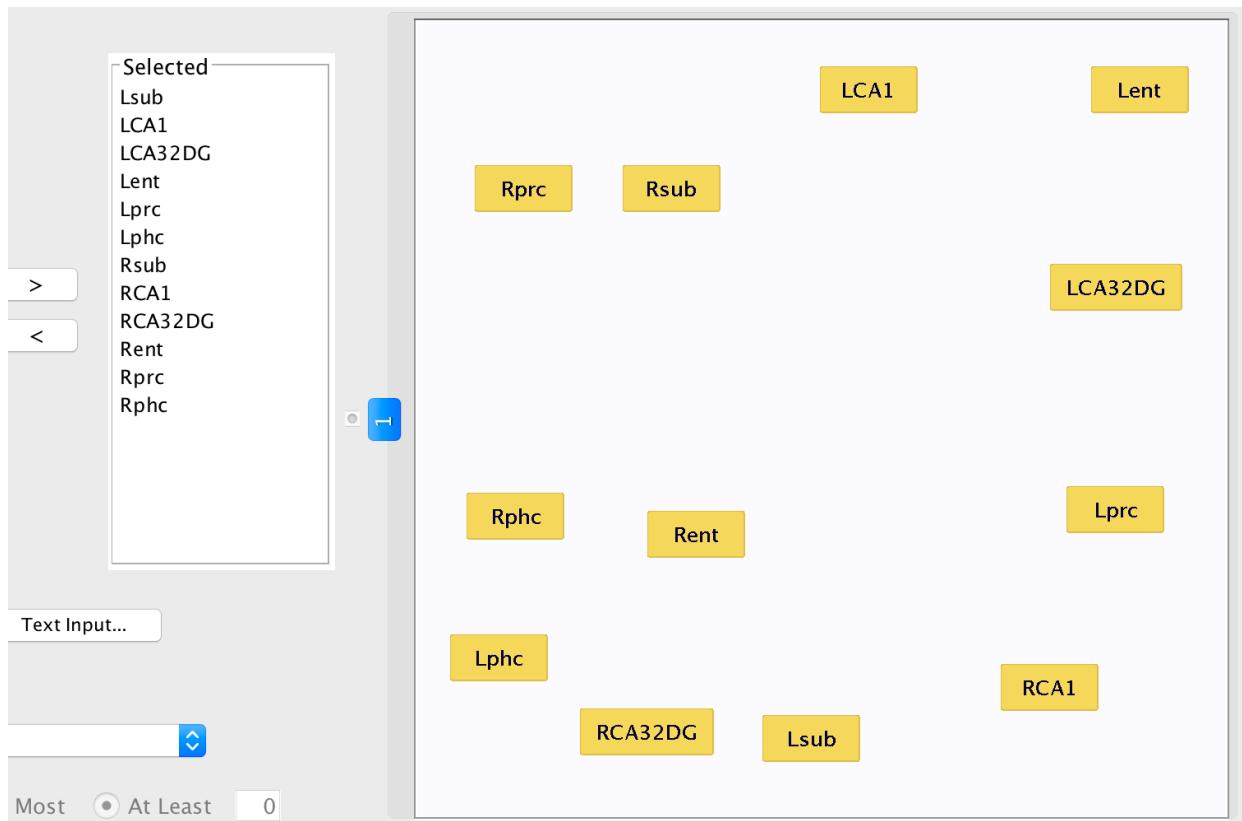 Selected
Lsub
LCA1
LCA32DG
Lent
Lprc
Lphc
Rsub
RCA1
RCA32DG
Rent
Rprc
Rphc
>
<
Text Input...
Most At Least 0
1
LCA1 Lent
Rprc Rsub
LCA32DG
Rphc Rent Lprc
Lphc
RCA1
RCA32DG Lsub